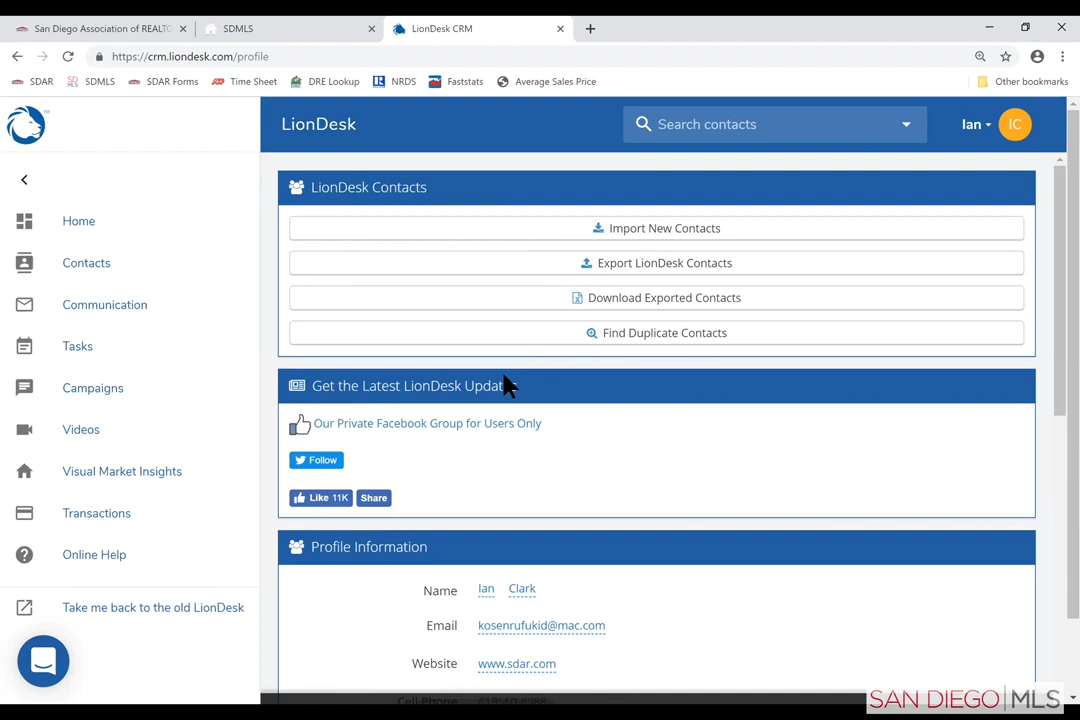 San Diego Association of REALTO
SDMLS
LionDesk CRM
https://crm.liondesk.com/profile
SDAR
SDMLS
SDAR Forms
Time Sheet
DRE Lookup
NRDS
Faststats
Average Sales Price
Other bookmarks
LionDesk
Search contacts
Ian
IC
LionDesk Contacts
Import New Contacts
Export LionDesk Contacts
Download Exported Contacts
Find Duplicate Contacts
Home
Contacts
Communication
Tasks
Campaigns
Videos
Visual Market Insights
Transactions
Online Help
Take me back to the old LionDesk
Get the Latest LionDesk Updat
Our Private Facebook Group for Users Only
Follow
Like 11K Share
Profile Information
Name Ian Clark
Email kosenrufukid@mac.com
Website www.sdar.com
Cell Phone
SAN DIEGO | MLS